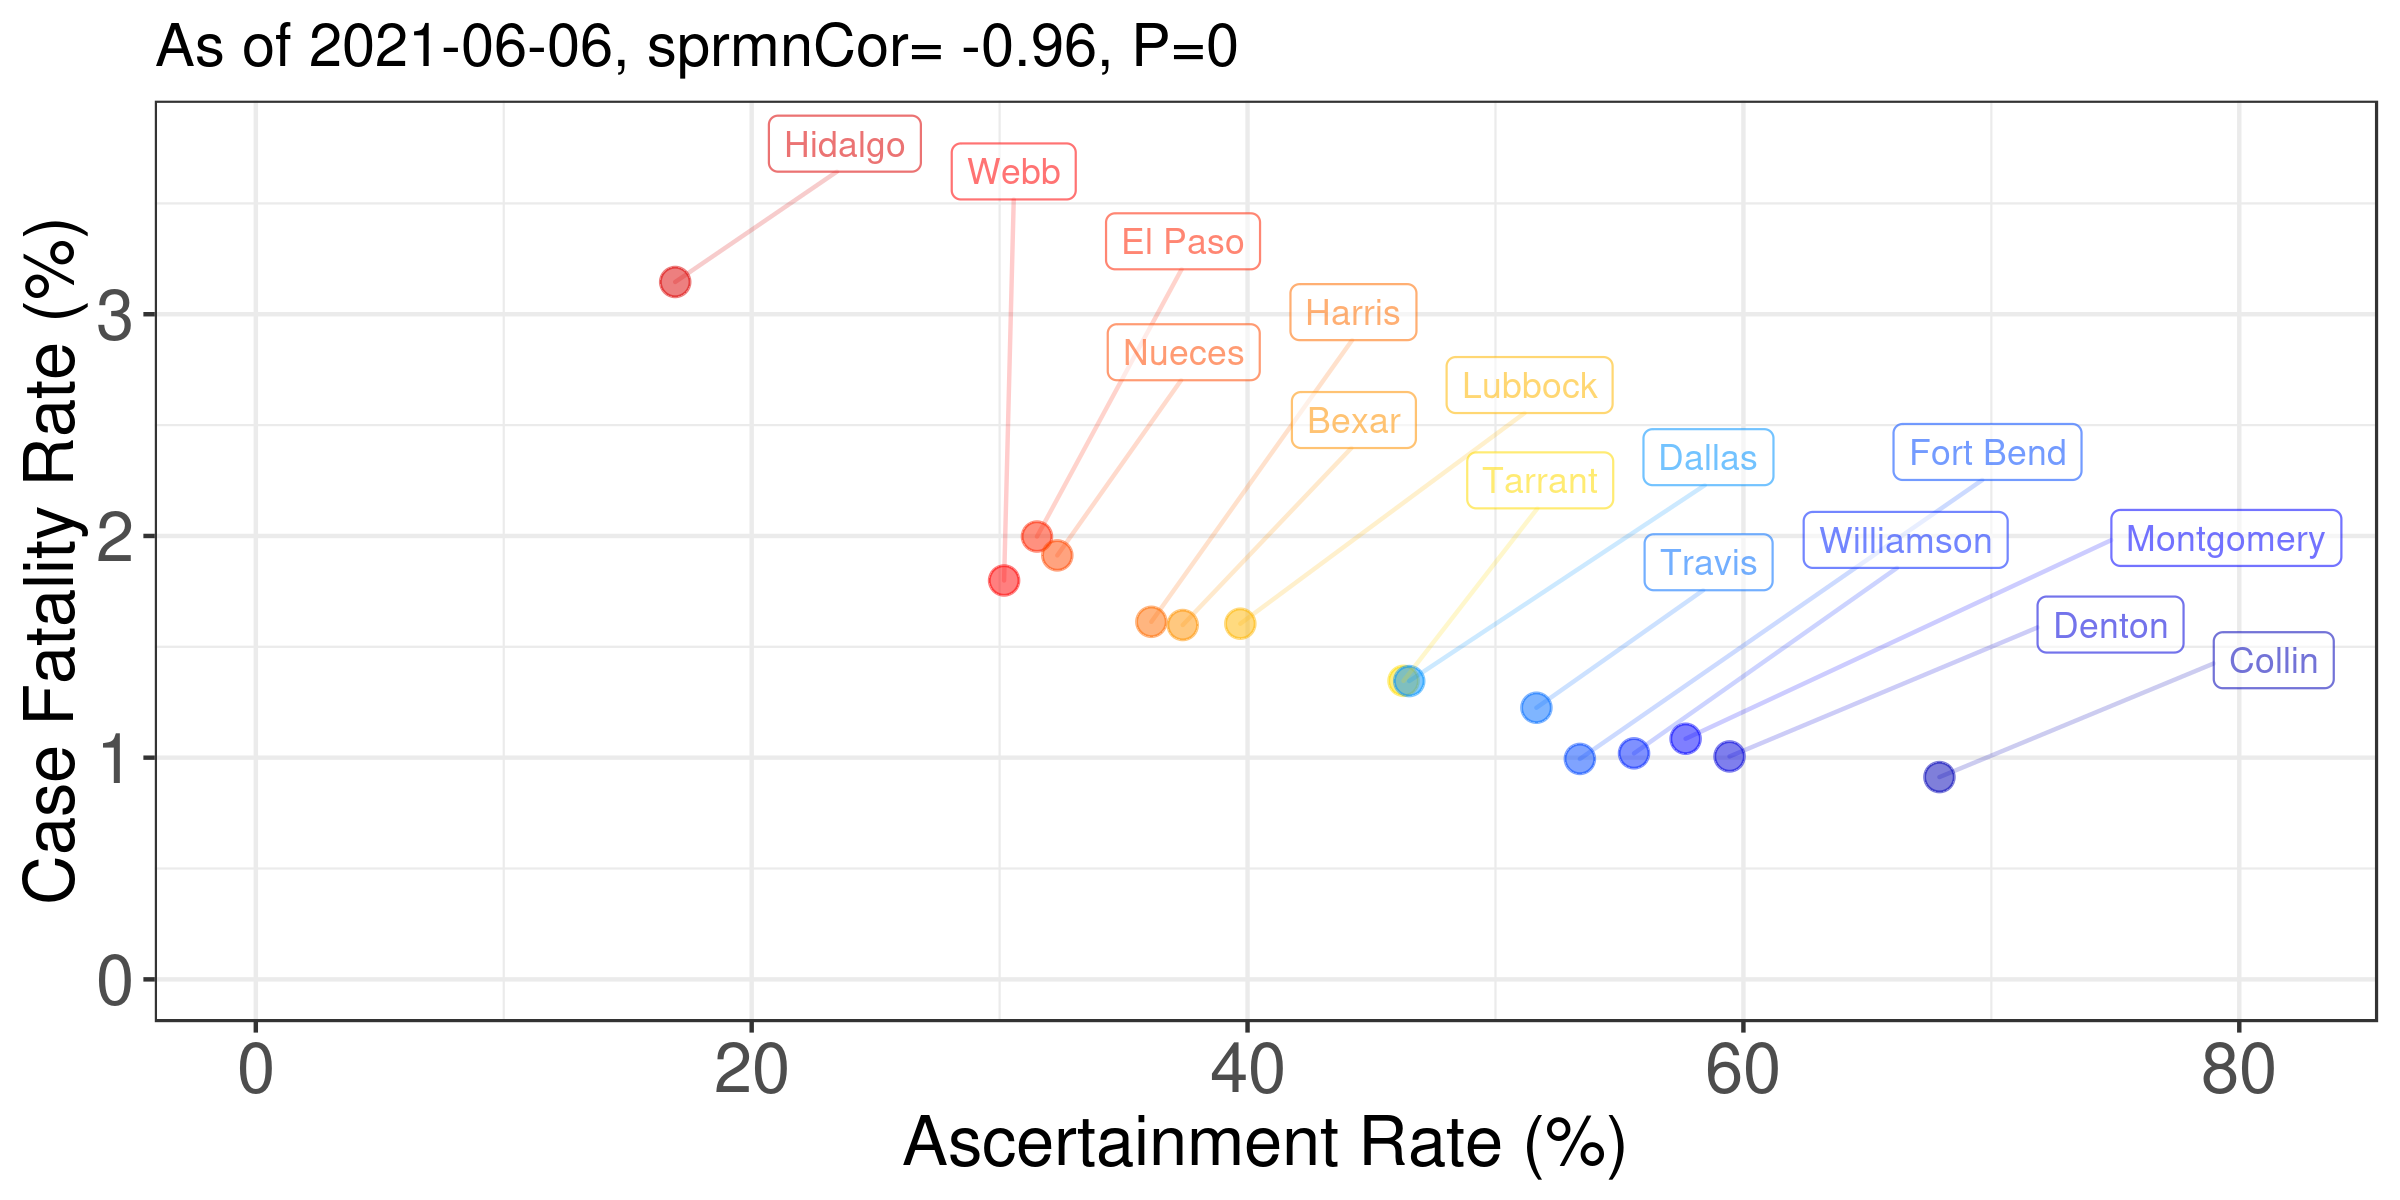 As of 2021-06-06, sprmnCor= -0.96, P=0
Hidalgo
Webb
El Paso
Harris
Nueces
Lubbock
Bexar
Dallas
Fort Bend
Tarrant
Travis
Williamson
Montgomery
Denton
Collin
Case Fatality Rate (%)
3
2
1
0
0 20 40 60 80
Ascertainment Rate (%)